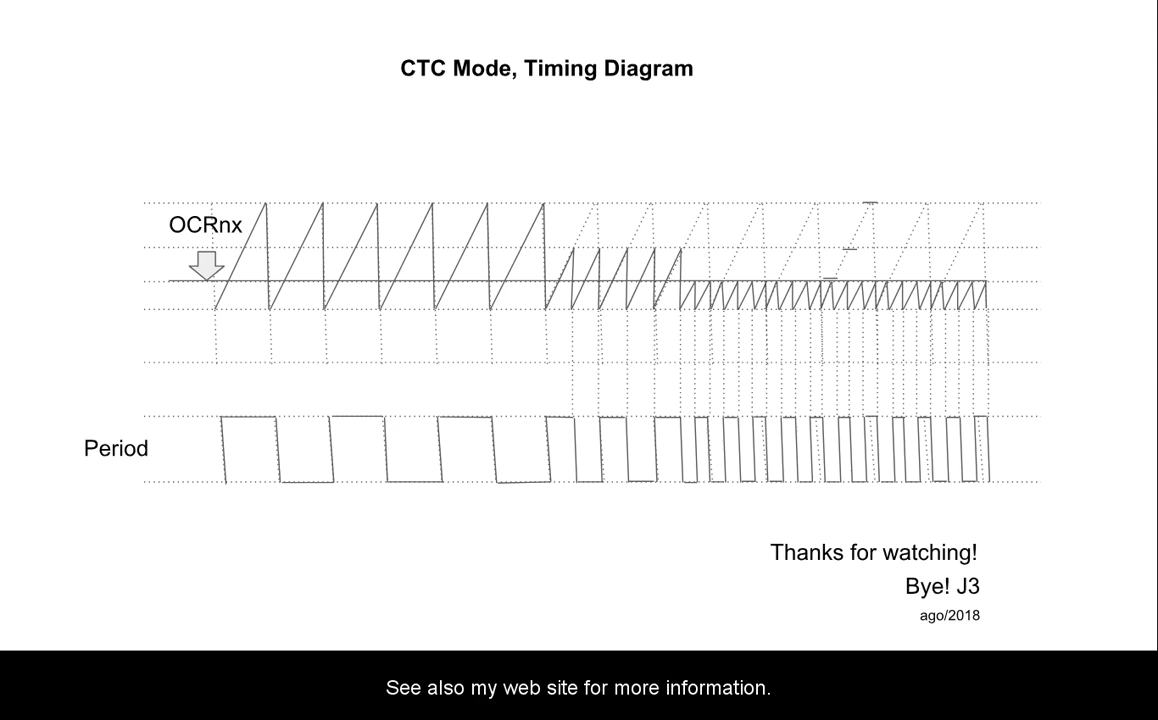 CTC Mode, Timing Diagram
OCRnx
Period
Thanks for watching!
Bye! J3
ago/2018
See also my web site for more information.